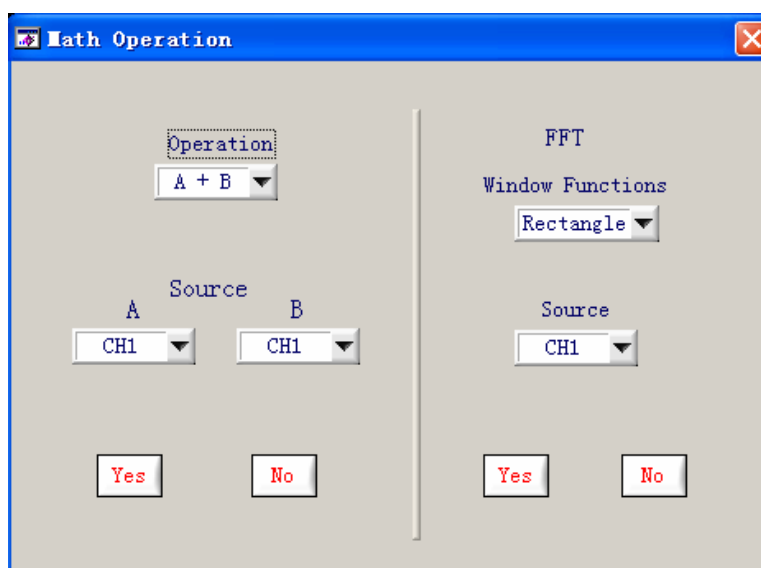 Math Operation
Operation
A + B
Source
A B
CH1 CH1
Yes No
FFT
Window Functions
Rectangle
Source
CH1
Yes No